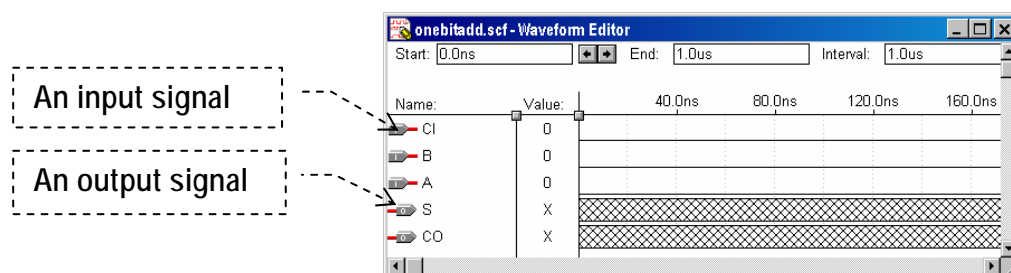 onebitadd.scf - Waveform Editor
Start: 0.0ns End: 1.0us Interval: 1.0us
An input signal
Name: Value: 40.0ns 80.0ns 120.0ns 160.0ns
CI 0
B 0
An output signal
A 0
S X
CO X